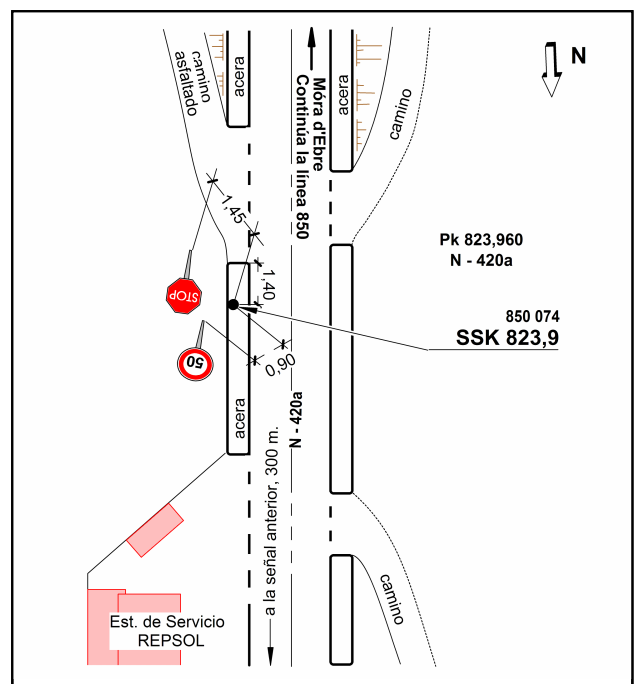 N
camino
asfaltado
acera
Móra d'Ebre
Continúa la línea 850
acera
camino
1,45
Pk 823,960
N - 420a
STOP
1,40
850 074
SSK 823,9
50
0,90
acera
N - 420a
a la señal anterior, 300 m.
camino
Est. de Servicio
REPSOL